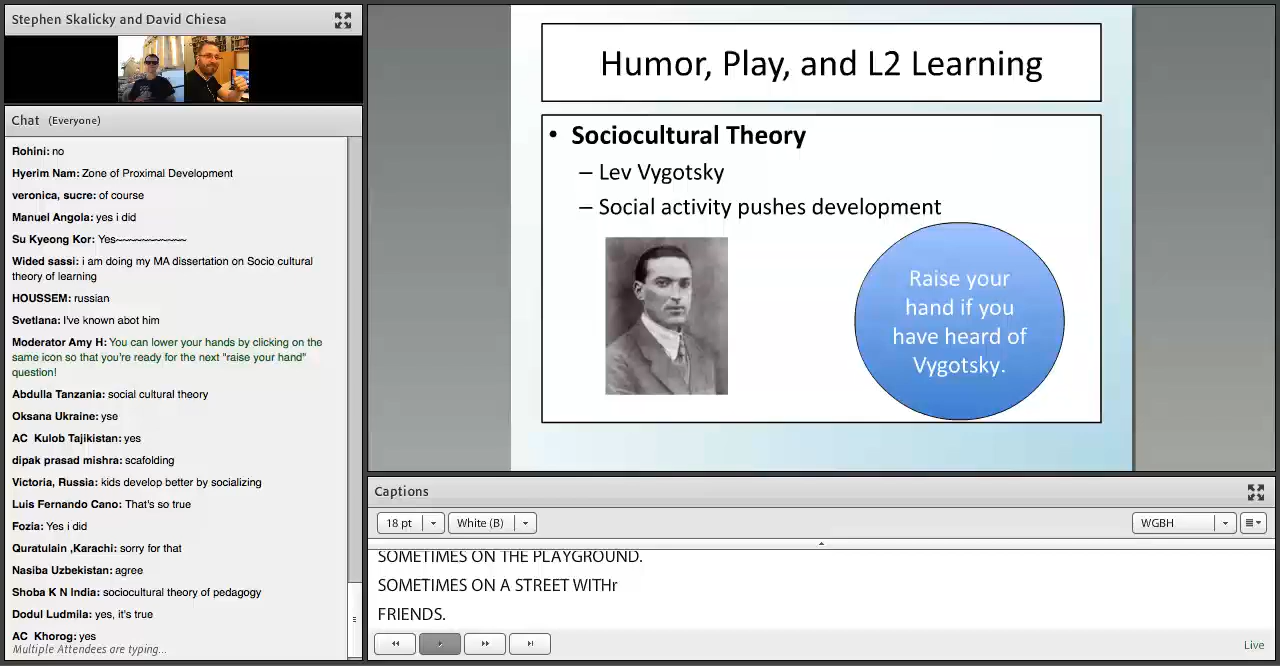 Stephen Skalicky and David Chiesa
Chat (Everyone)
Rohini: no
Hyerim Nam: Zone of Proximal Development
veronica, sucre: of course
Manuel Angola: yes i did
Su Kyeong Kor: Yes~~~~~~~~~~~
Wided sassi: i am doing my MA dissertation on Socio cultural
theory of learning
HOUSSEM: russian
Svetlana: I've known abot him
Moderator Amy H: You can lower your hands by clicking on the
same icon so that you're ready for the next "raise your hand"
question!
Abdulla Tanzania: social cultural theory
Oksana Ukraine: yse
AC Kulob Tajikistan: yes
dipak prasad mishra: scafolding
Victoria, Russia: kids develop better by socializing
Luis Fernando Cano: That's so true
Fozia: Yes i did
Quratulain ,Karachi: sorry for that
Nasiba Uzbekistan: agree
Shoba K N India: sociocultural theory of pedagogy
Dodul Ludmila: yes, it's true
AC Khorog: yes
Multiple Attendees are typing...
Humor, Play, and L2 Learning
• Sociocultural Theory
– Lev Vygotsky
– Social activity pushes development
Raise your
hand if you
have heard of
Vygotsky.
Captions
18 pt
White (B)
WGBH
SOMETIMES ON THE PLAYGROUND.
SOMETIMES ON A STREET WITHr
FRIENDS.
Live